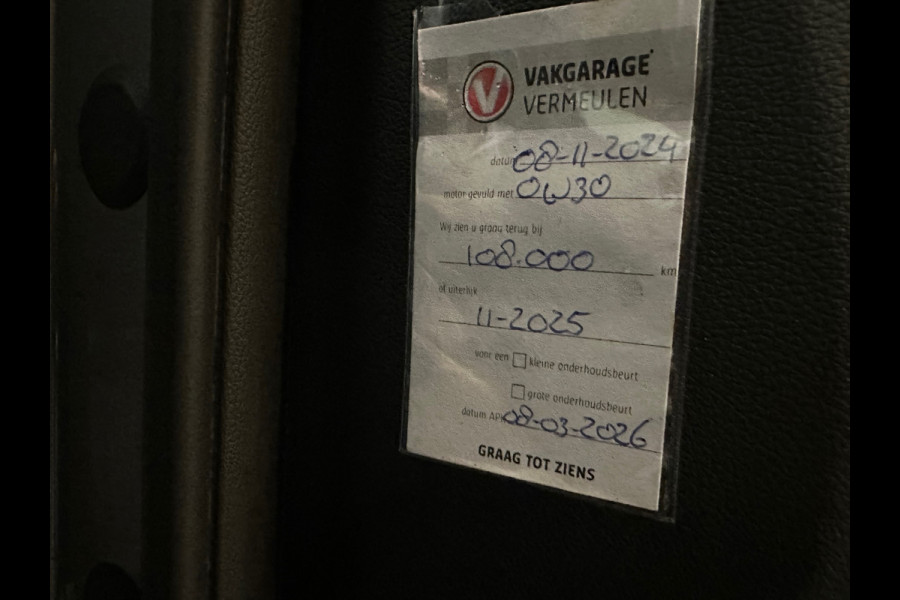 VAKGARAGE
VERMEULEN
datum 08-11-2024
motor gevuld met 0W30
Wij zien u graag terug bij
108.000 km
of uiterlijk
11-2025
voor een kleine onderhoudsbeurt
grote onderhoudsbeurt
datum APK 08-03-2026
GRAAG TOT ZIENS